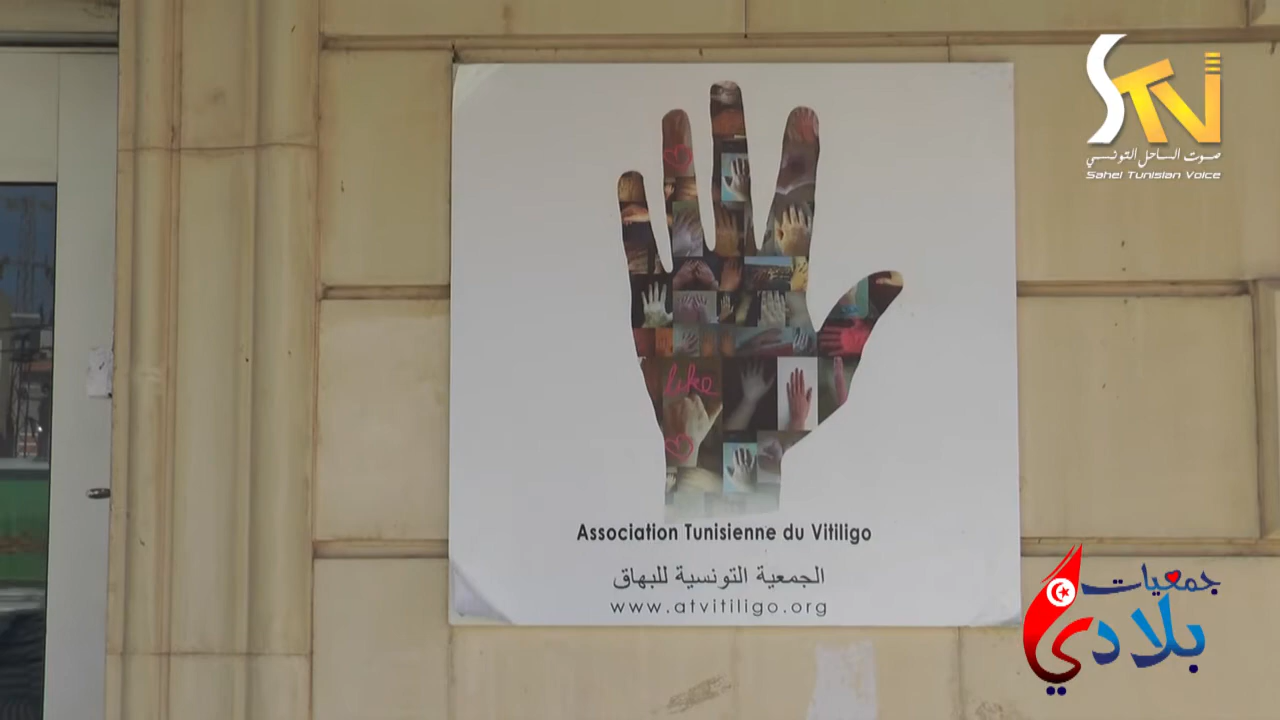 STV
صوت الساحل التونسي
Sahel Tunisian Voice
like
Association Tunisienne du Vitiligo
الجمعية التونسية للبهاق
www.atvitiligo.org
جمعيات
بلادي